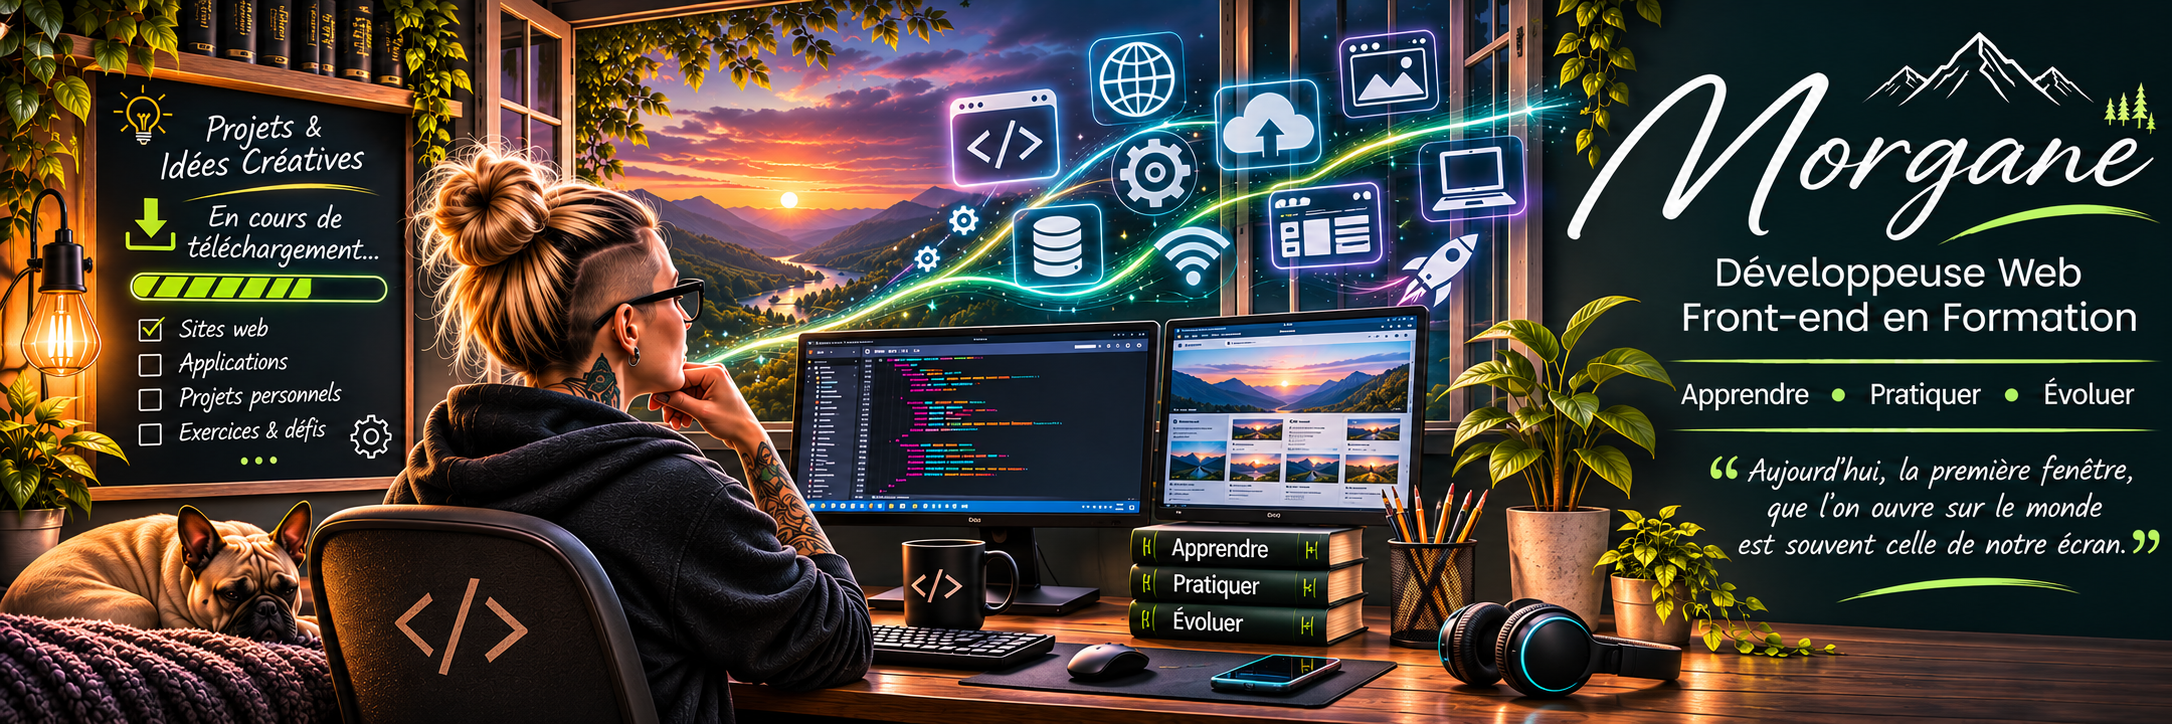 Projets &
Idées Créatives
En cours de
téléchargement...
Sites web
Applications
Projets personnels
Exercices & défis
</>
</>
</>
Apprendre
Pratiquer
Évoluer
Morgane
Développeuse Web
Front-end en Formation
Apprendre • Pratiquer • Évoluer
“Aujourd'hui, la première fenêtre,
que l'on ouvre sur le monde
est souvent celle de notre écran.”